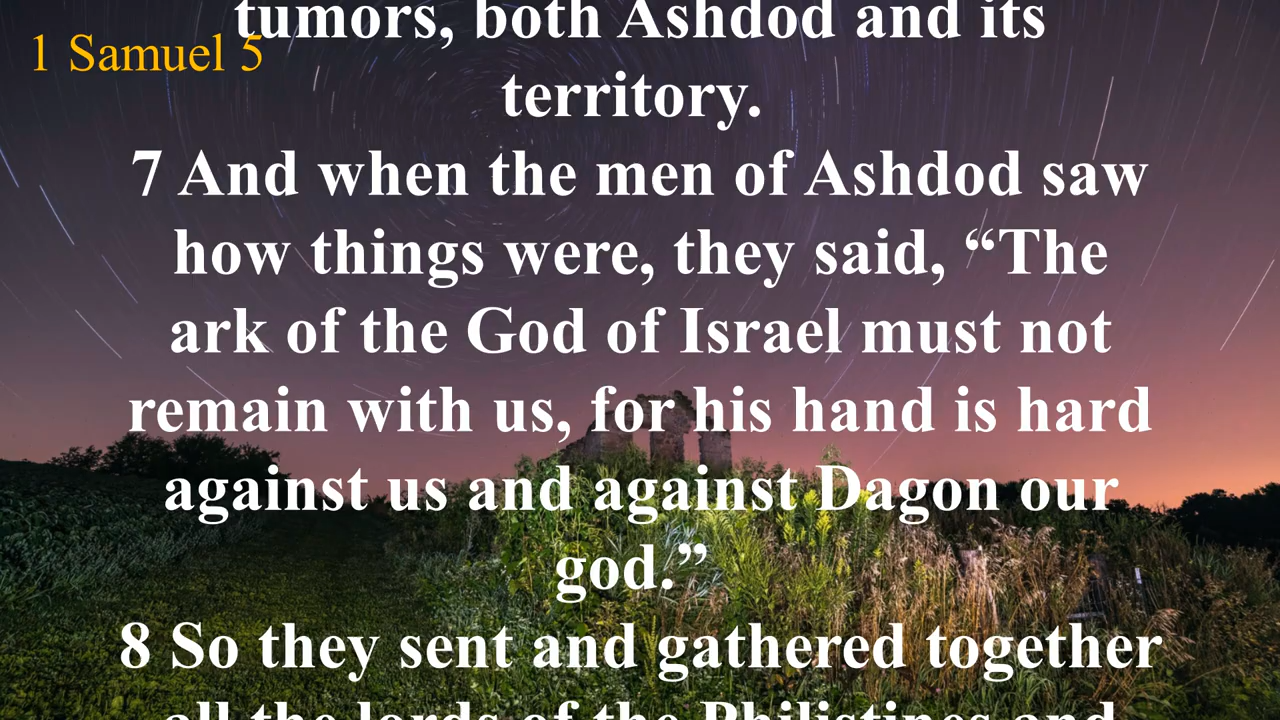 tumors, both Ashdod and its
1 Samuel 5
territory.
7 And when the men of Ashdod saw
how things were, they said, “The
ark of the God of Israel must not
remain with us, for his hand is hard
against us and against Dagon our
god.”
8 So they sent and gathered together
all the lords of the Philistines and